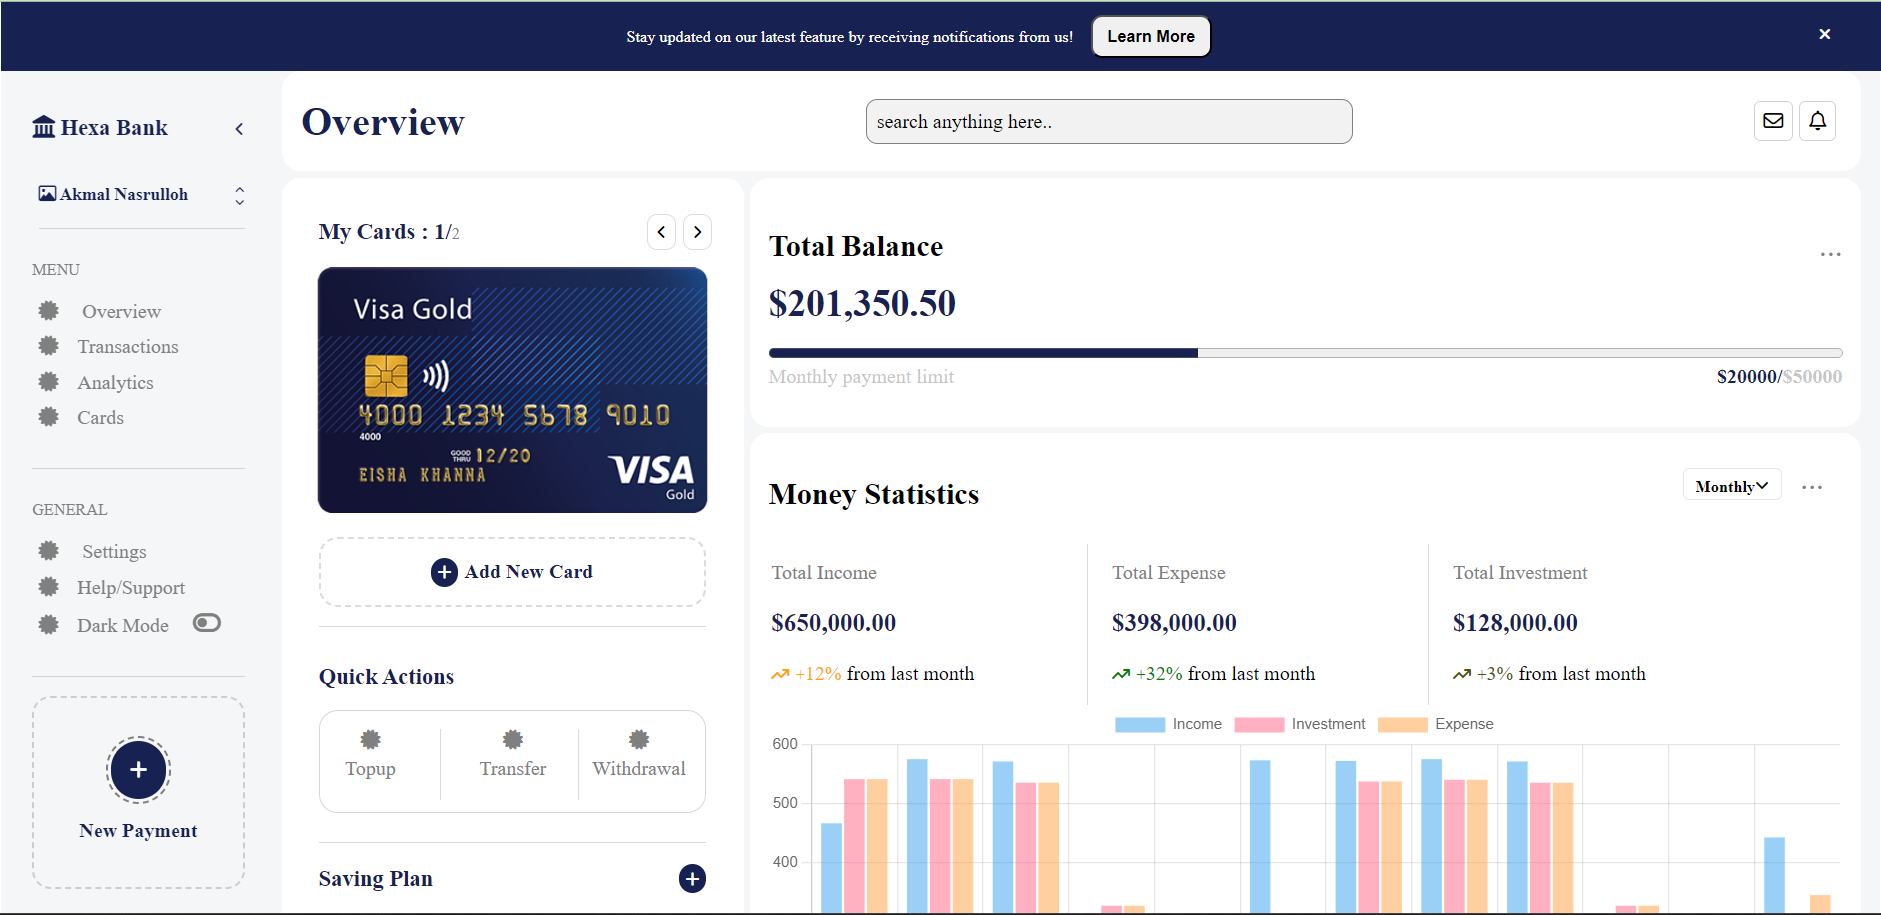 Stay updated on our latest feature by receiving notifications from us!
Learn More
Hexa Bank
Overview
search anything here..
Akmal Nasrulloh
MENU
Overview
Transactions
Analytics
Cards
GENERAL
Settings
Help/Support
Dark Mode
New Payment
My Cards : 1/2
Visa Gold
4000 1234 5678 9010
4000
GOOD THRU 12/20
EISHA KHANNA
VISA
Gold
Add New Card
Quick Actions
Topup
Transfer
Withdrawal
Saving Plan
Total Balance
...
$201,350.50
Monthly payment limit
$20000/$50000
Money Statistics
Monthly
...
Total Income
$650,000.00
+12% from last month
Total Expense
$398,000.00
+32% from last month
Total Investment
$128,000.00
+3% from last month
Income
Investment
Expense
600
500
400